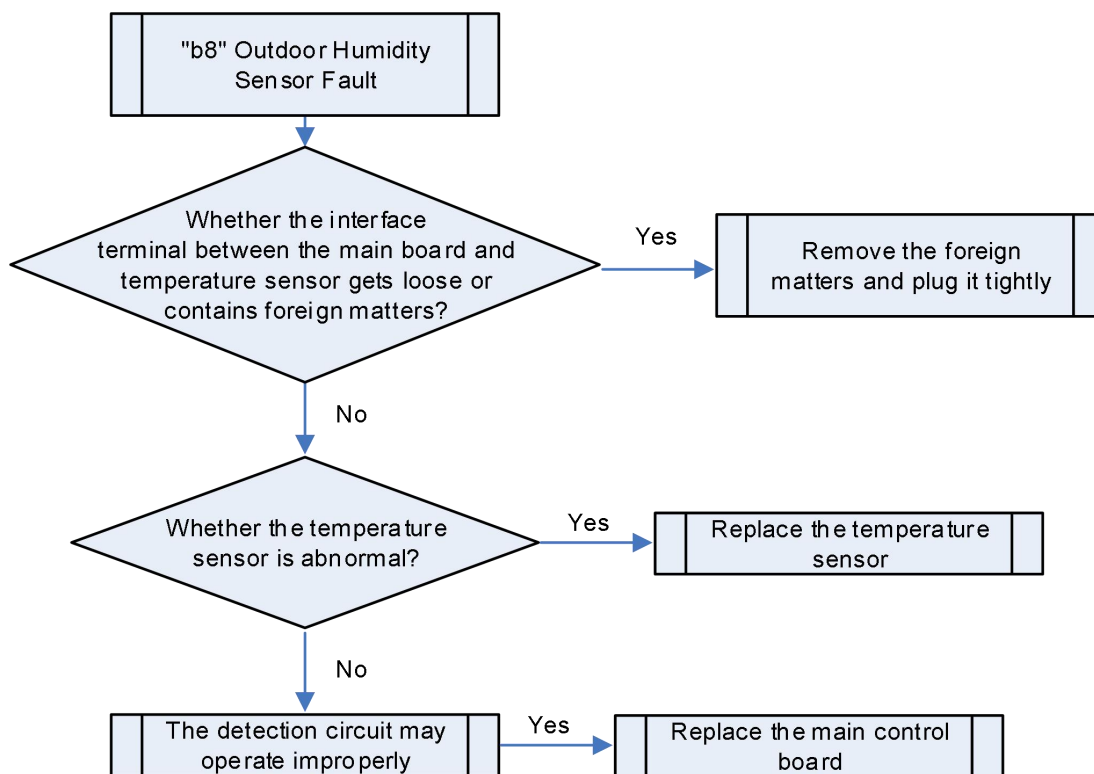 "b8" Outdoor Humidity
Sensor Fault
Whether the interface
terminal between the main board and
temperature sensor gets loose or
contains foreign matters?
Yes
Remove the foreign
matters and plug it tightly
No
Whether the temperature
sensor is abnormal?
Yes
Replace the temperature
sensor
No
The detection circuit may
operate improperly
Yes
Replace the main control
board